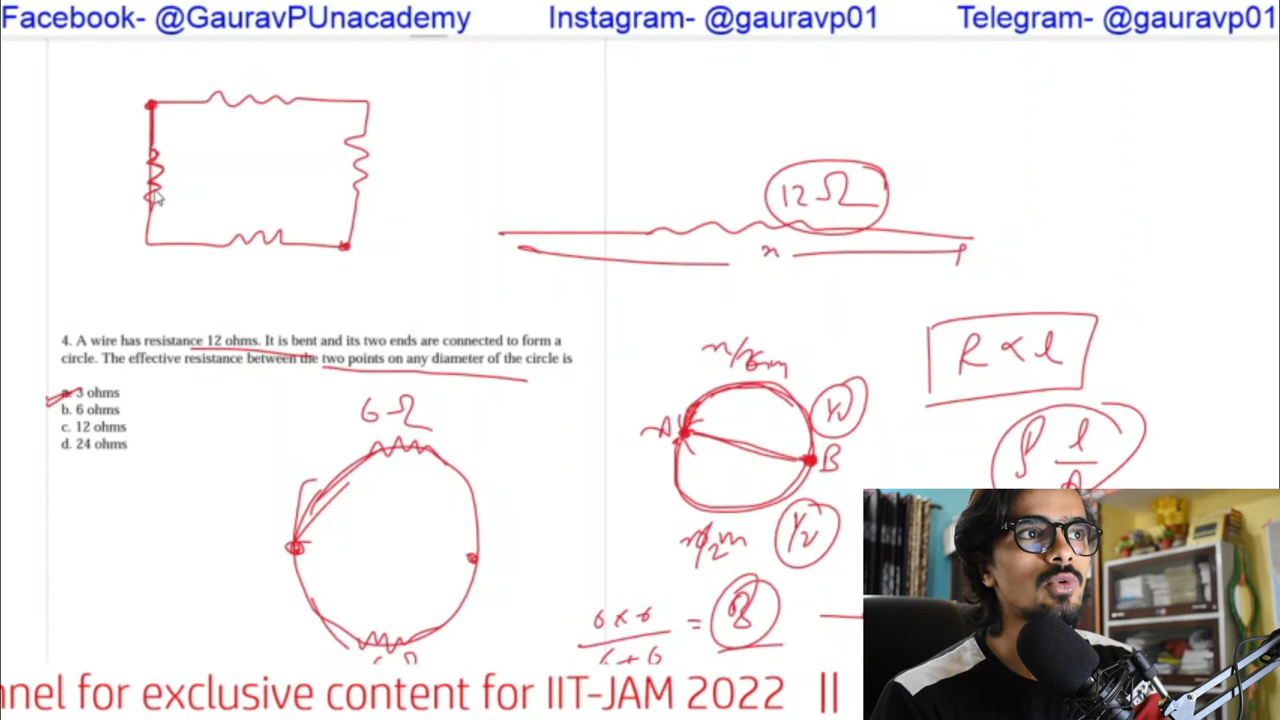 Facebook- @GauravPUnacademy Instagram- @gauravp01 Telegram- @gauravp01
12 Ω
x
4. A wire has resistance 12 ohms. It is bent and its two ends are connected to form a
circle. The effective resistance between the two points on any diameter of the circle is
a. 3 ohms
b. 6 ohms
c. 12 ohms
d. 24 ohms
R ∝ l
6 Ω
A
B
ρ l
x/2 m
6 × 6
6 + 6
=
nnel for exclusive content for IIT-JAM 2022 ||